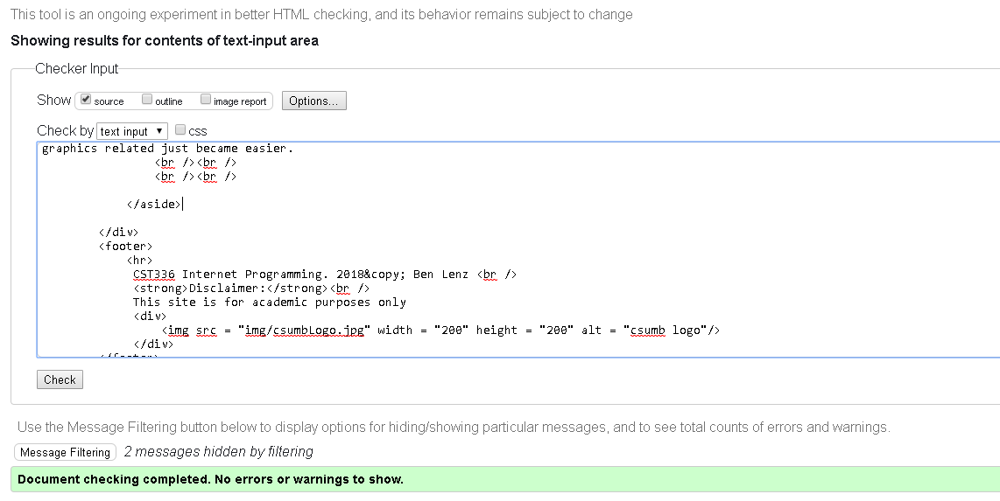 This tool is an ongoing experiment in better HTML checking, and its behavior remains subject to change
Showing results for contents of text-input area
Checker Input
Show source outline image report Options...
Check by text input css
graphics related just became easier.
<br /><br />
<br /><br />
</aside>
</div>
<footer>
<hr>
CST336 Internet Programming. 2018&copy; Ben Lenz <br />
<strong>Disclaimer:</strong><br />
This site is for academic purposes only
<div>
<img src = "img/csumbLogo.jpg" width = "200" height = "200" alt = "csumb logo"/>
</div>
</footer>
Check
Use the Message Filtering button below to display options for hiding/showing particular messages, and to see total counts of errors and warnings.
Message Filtering 2 messages hidden by filtering
Document checking completed. No errors or warnings to show.